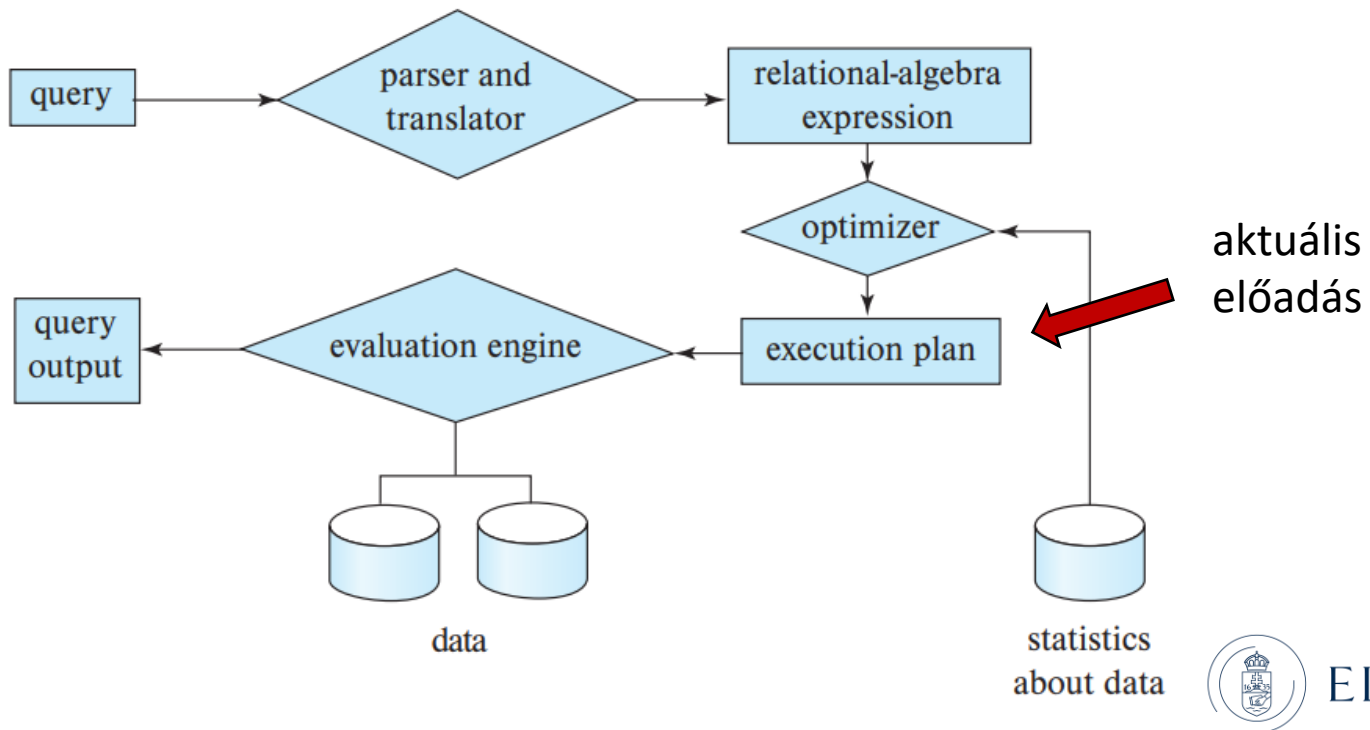 query
parser and
translator
relational-algebra
expression
optimizer
aktuális
előadás
query
output
evaluation engine
execution plan
data
statistics
about data